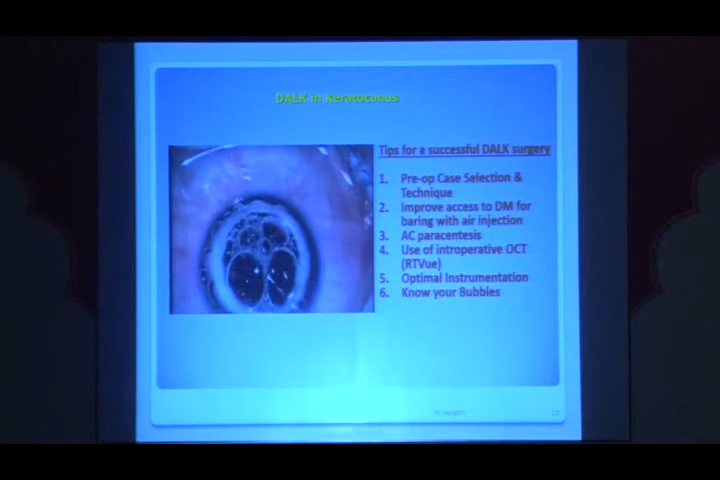 DALK in Keratoconus
Tips for a successful DALK surgery
1. Pre-op Case Selection &
Technique
2. Improve access to DM for
baring with air injection
3. AC paracentesis
4. Use of introperative OCT
(RTVue)
5. Optimal Instrumentation
6. Know your Bubbles